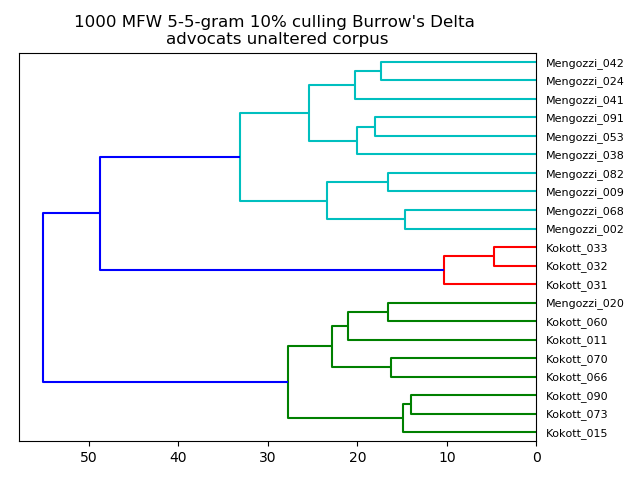 1000 MFW 5-5-gram 10% culling Burrow's Delta
advocats unaltered corpus
Mengozzi_042
Mengozzi_024
Mengozzi_041
Mengozzi_091
Mengozzi_053
Mengozzi_038
Mengozzi_082
Mengozzi_009
Mengozzi_068
Mengozzi_002
Kokott_033
Kokott_032
Kokott_031
Mengozzi_020
Kokott_060
Kokott_011
Kokott_070
Kokott_066
Kokott_090
Kokott_073
Kokott_015
50 40 30 20 10 0